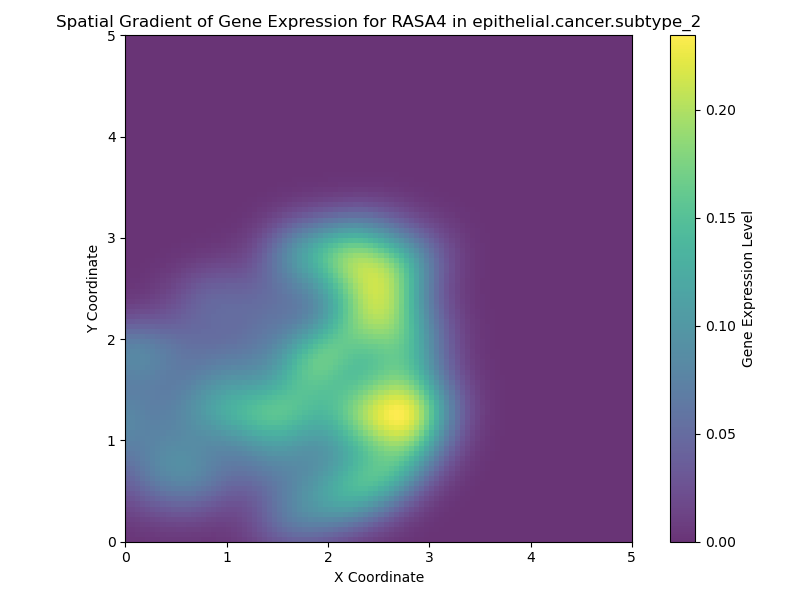 Spatial Gradient of Gene Expression for RASA4 in epithelial.cancer.subtype_2
5
4
3
2
1
0
Y Coordinate
0 1 2 3 4 5
X Coordinate
0.20
0.15
0.10
0.05
0.00
Gene Expression Level